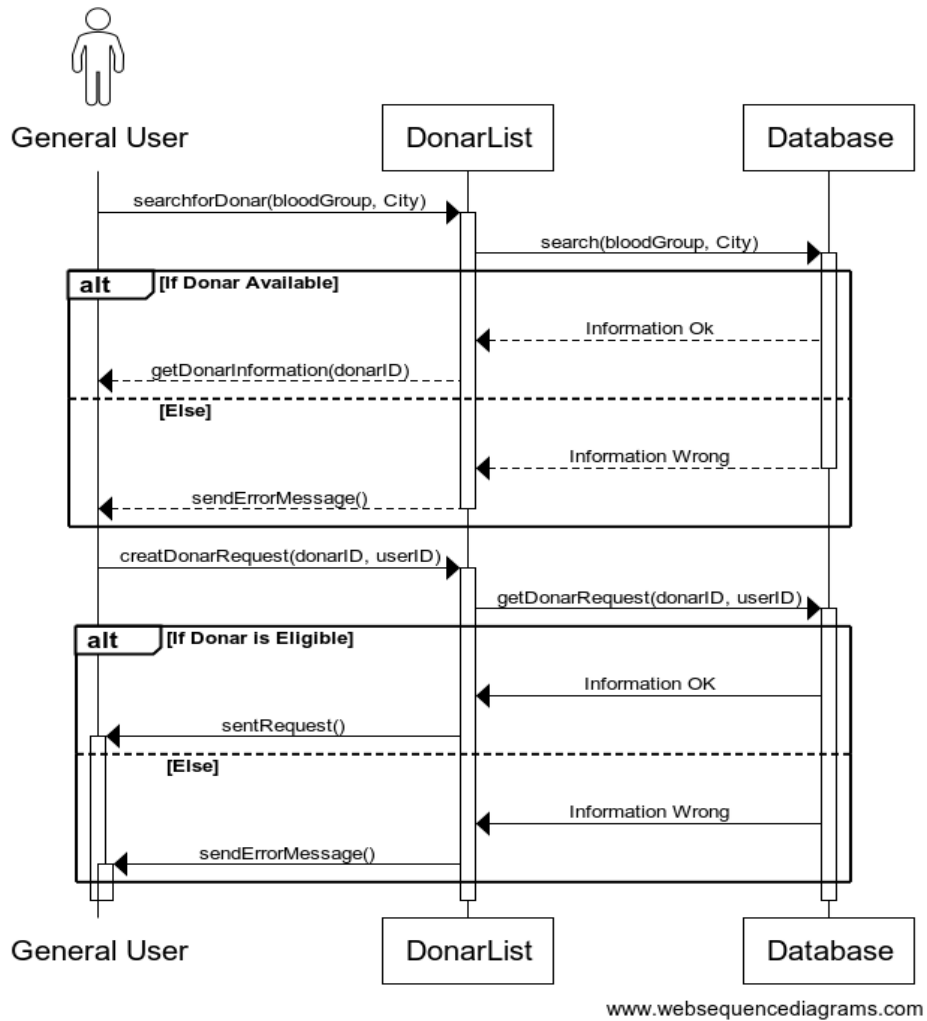 General User
DonarList
Database
searchforDonar(bloodGroup, City)
search(bloodGroup, City)
alt
[If Donar Available]
Information Ok
getDonarInformation(donarID)
[Else]
Information Wrong
sendErrorMessage()
creatDonarRequest(donarID, userID)
getDonarRequest(donarID, userID)
alt
[If Donar is Eligible]
Information OK
sentRequest()
[Else]
Information Wrong
sendErrorMessage()
General User
DonarList
Database
www.websequencediagrams.com